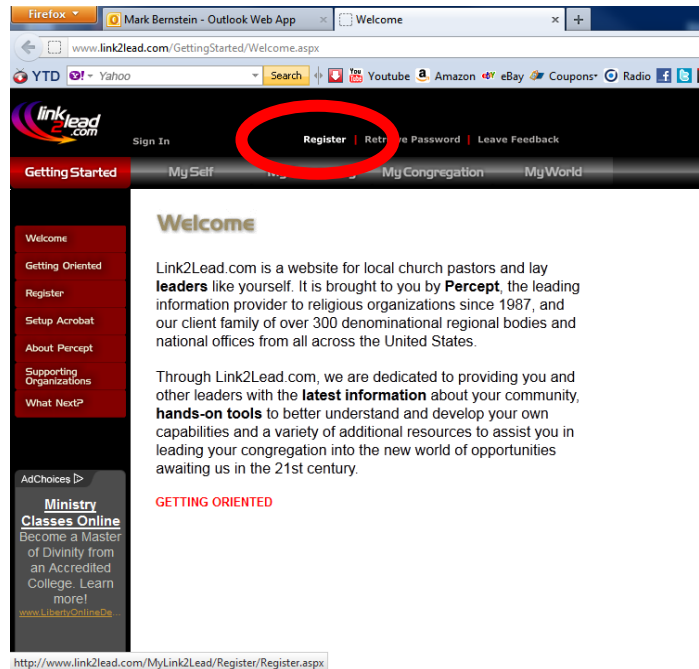 Firefox
Mark Bernstein - Outlook Web App
Welcome
www.link2lead.com/GettingStarted/Welcome.aspx
YTD Yahoo Search Youtube Amazon eBay Coupons Radio
link2lead.com
Sign In Register | Password | Leave Feedback
Getting Started MySelf MyCongregation MyWorld
Welcome
Getting Oriented
Register
Setup Acrobat
About Percept
Supporting
Organizations
What Next?
Welcome
Link2Lead.com is a website for local church pastors and lay
leaders like yourself. It is brought to you by Percept, the leading
information provider to religious organizations since 1987, and
our client family of over 300 denominational regional bodies and
national offices from all across the United States.
Through Link2Lead.com, we are dedicated to providing you and
other leaders with the latest information about your community,
hands-on tools to better understand and develop your own
capabilities and a variety of additional resources to assist you in
leading your congregation into the new world of opportunities
awaiting us in the 21st century.
GETTING ORIENTED
AdChoices
Ministry
Classes Online
Become a Master
of Divinity from
an Accredited
College. Learn
more!
www.LibertyOnlineDe...
http://www.link2lead.com/MyLink2Lead/Register/Register.aspx